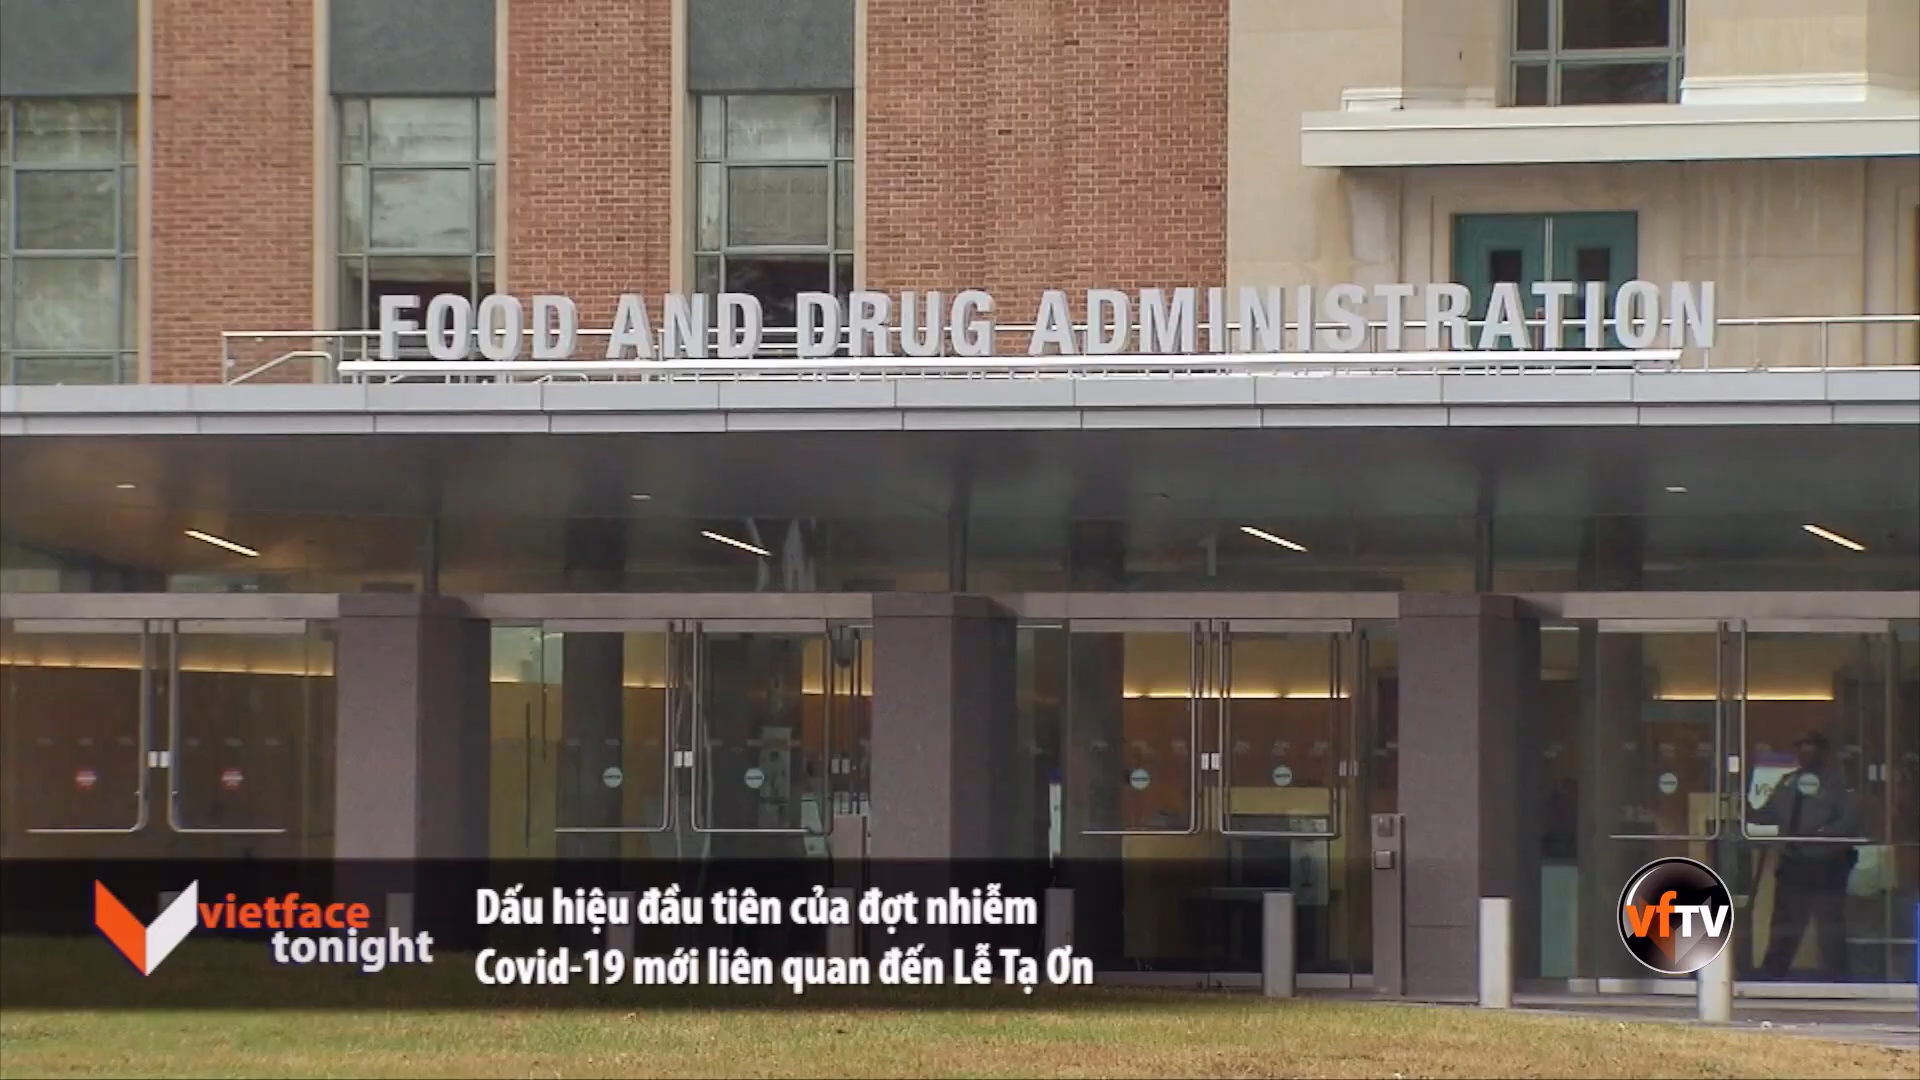 FOOD AND DRUG ADMINISTRATION
vietface
tonight
Dấu hiệu đầu tiên của đợt nhiễm
Covid-19 mới liên quan đến Lễ Tạ Ơn
vfTV